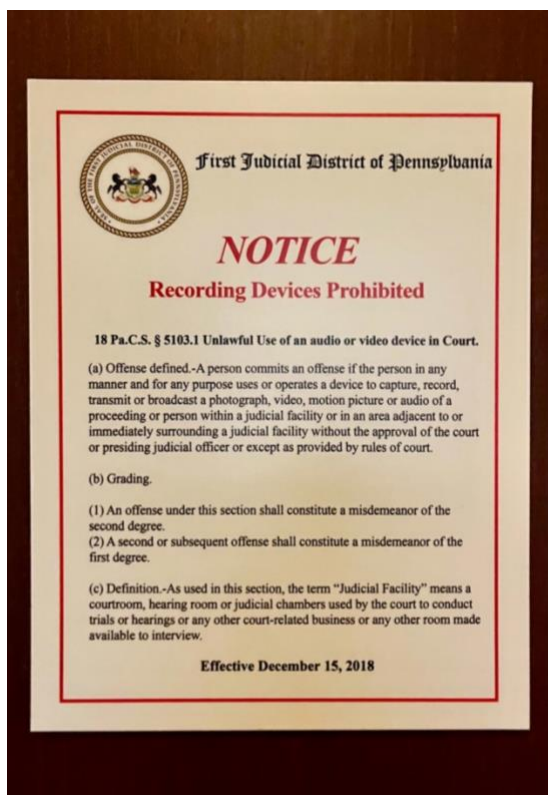 SEAL OF THE FIRST JUDICIAL DISTRICT OF PENNSYLVANIA
First Judicial District of Pennsylvania
NOTICE
Recording Devices Prohibited
18 Pa.C.S. § 5103.1 Unlawful Use of an audio or video device in Court.
(a) Offense defined.-A person commits an offense if the person in any
manner and for any purpose uses or operates a device to capture, record,
transmit or broadcast a photograph, video, motion picture or audio of a
proceeding or person within a judicial facility or in an area adjacent to or
immediately surrounding a judicial facility without the approval of the court
or presiding judicial officer or except as provided by rules of court.
(b) Grading.
(1) An offense under this section shall constitute a misdemeanor of the
second degree.
(2) A second or subsequent offense shall constitute a misdemeanor of the
first degree.
(c) Definition.-As used in this section, the term “Judicial Facility” means a
courtroom, hearing room or judicial chambers used by the court to conduct
trials or hearings or any other court-related business or any other room made
available to interview.
Effective December 15, 2018